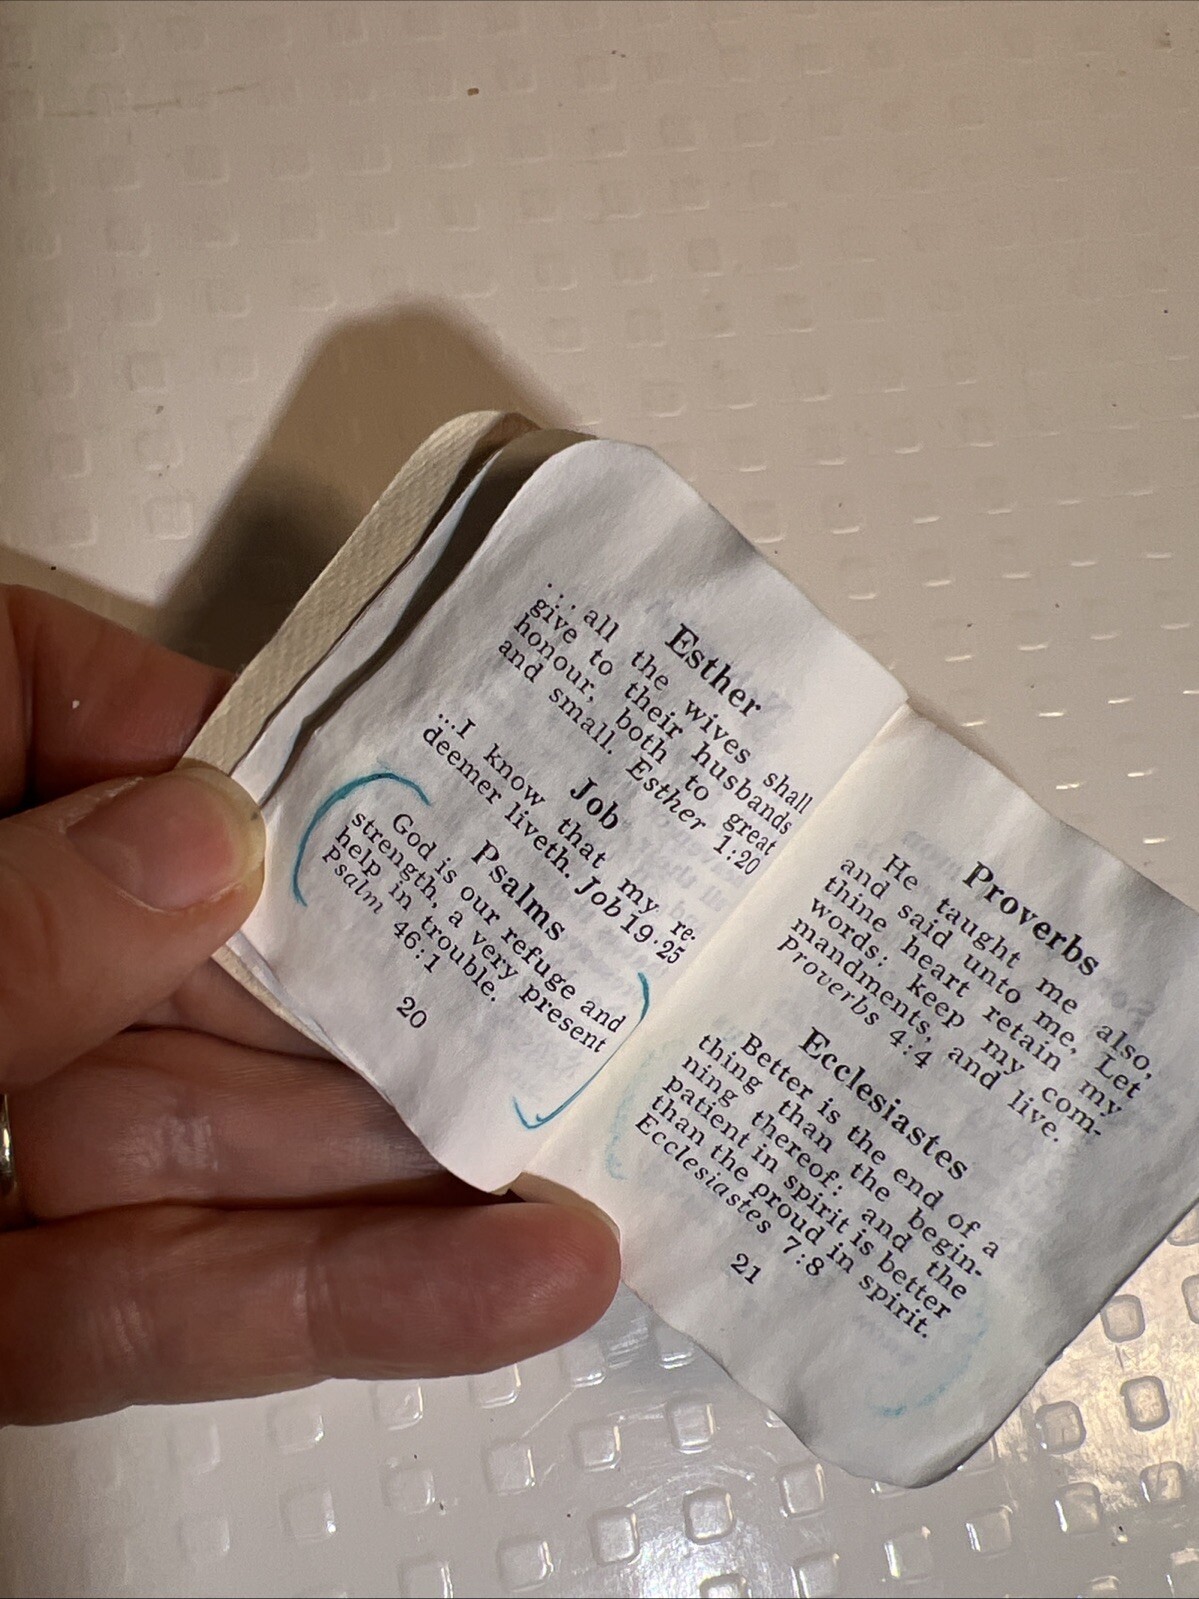 Esther
...all the wives shall
give to their husbands
honour, both to great
and small. Esther 1:20
Job
...I know that my re-
deemer liveth. Job 19.25
Psalms
God is our refuge and
strength, a very present
help in trouble.
Psalm 46:1
20
Proverbs
He taught me also,
and said unto me, Let
thine heart retain my
words: keep my com-
mandments, and live.
Proverbs 4:4
Ecclesiastes
Better is the end of a
thing than the begin-
ning thereof: and the
patient in spirit is better
than the proud in spirit.
Ecclesiastes 7:8
21